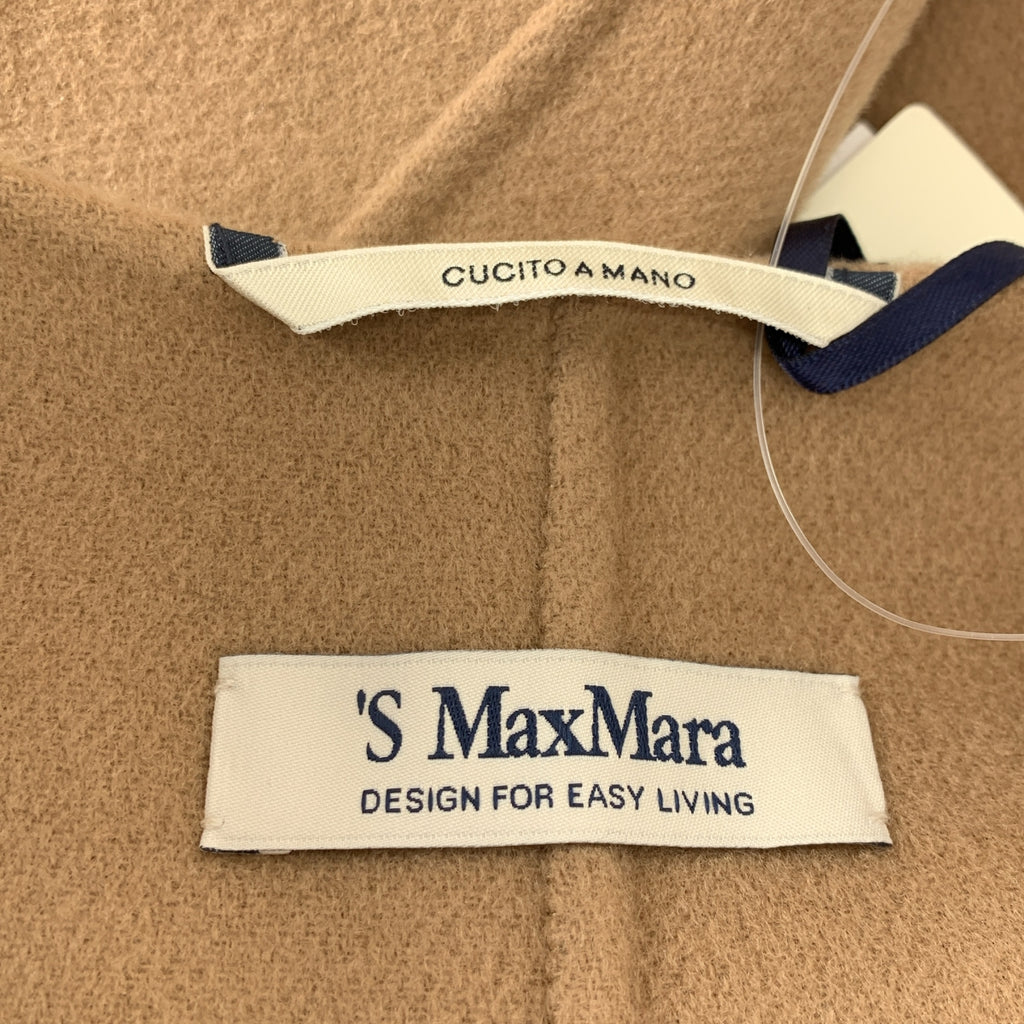 CUCITO A MANO
'S MaxMara
DESIGN FOR EASY LIVING